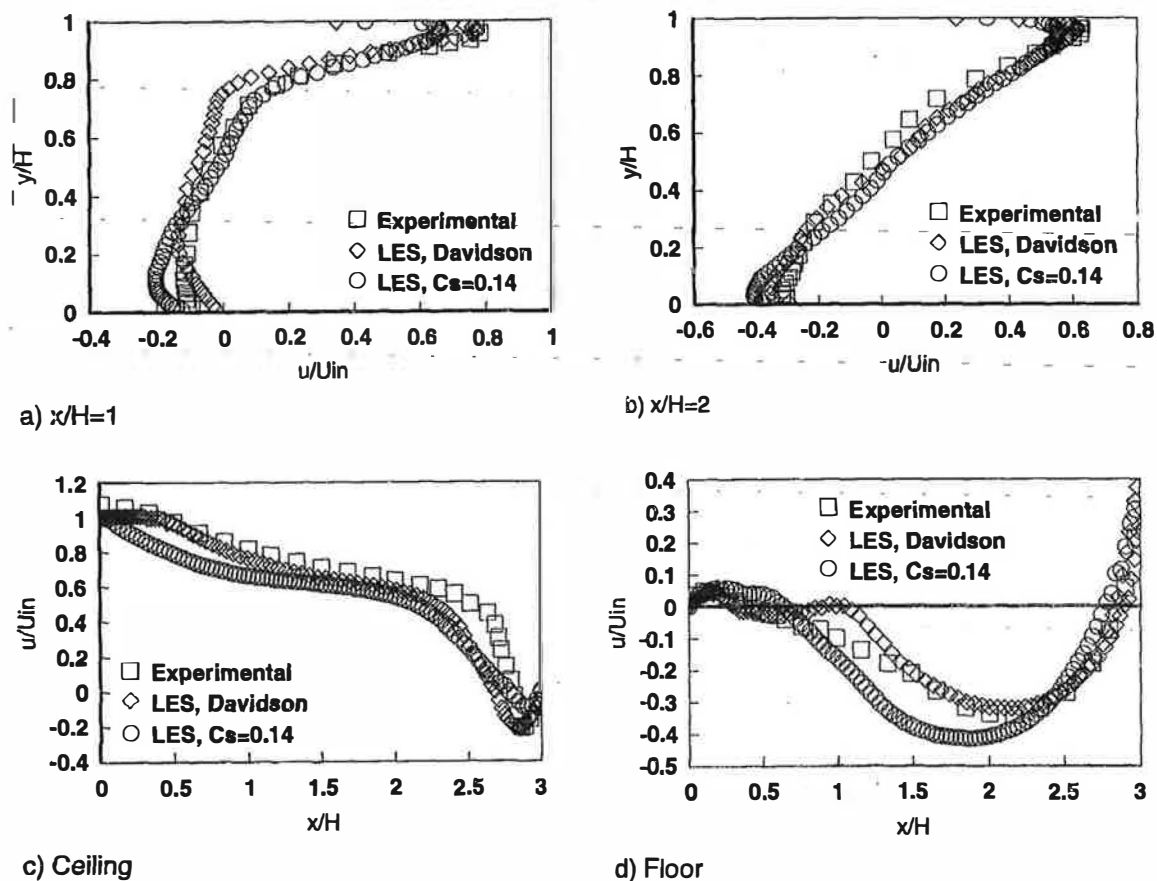 1
0.8
0.6
0.4
0.2
0
y/H
-0.4 -0.2 0 0.2 0.4 0.6 0.8 1
u/Uin
Experimental
LES, Davidson
LES, Cs=0.14
a) x/H=1
1
0.8
0.6
0.4
0.2
0
y/H
-0.6 -0.4 -0.2 0 0.2 0.4 0.6 0.8
u/Uin
Experimental
LES, Davidson
LES, Cs=0.14
b) x/H=2
1.2
1
0.8
0.6
0.4
0.2
0
-0.2
-0.4
u/Uin
0 0.5 1 1.5 2 2.5 3
x/H
Experimental
LES, Davidson
LES, Cs=0.14
c) Ceiling
0.4
0.3
0.2
0.1
0
-0.1
-0.2
-0.3
-0.4
-0.5
u/Uin
0 0.5 1 1.5 2 2.5 3
x/H
Experimental
LES, Davidson
LES, Cs=0.14
d) Floor